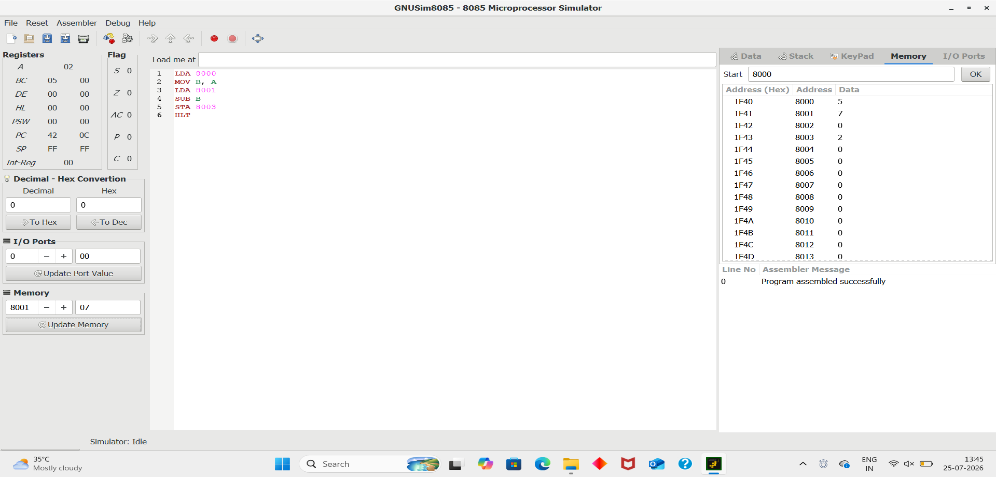 GNUSim8085 - 8085 Microprocessor Simulator
File Reset Assembler Debug Help
Registers
A 02
BC 05 00
DE 00 00
HL 00 00
PSW 00 00
PC 42 0C
SP FF FF
Int-Reg 00
Flag
S 0
Z 0
AC 0
P 0
C 0
Decimal - Hex Convertion
Decimal Hex
0 0
To Hex To Dec
I/O Ports
0 − + 00
Update Port Value
Memory
8001 − + 07
Update Memory
Load me at
1 LDA 8000
2 MOV B, A
3 LDA 8001
4 SUB B
5 STA 8003
6 HLT
Data Stack KeyPad Memory I/O Ports
Start 8000 OK
Address (Hex) Address Data
1F40 8000 5
1F41 8001 7
1F42 8002 0
1F43 8003 2
1F44 8004 0
1F45 8005 0
1F46 8006 0
1F47 8007 0
1F48 8008 0
1F49 8009 0
1F4A 8010 0
1F4B 8011 0
1F4C 8012 0
1F4D 8013 0
Line No Assembler Message
0 Program assembled successfully
Simulator: Idle
35°C
Mostly cloudy
Search
ENG
IN
13:45
25-07-2026